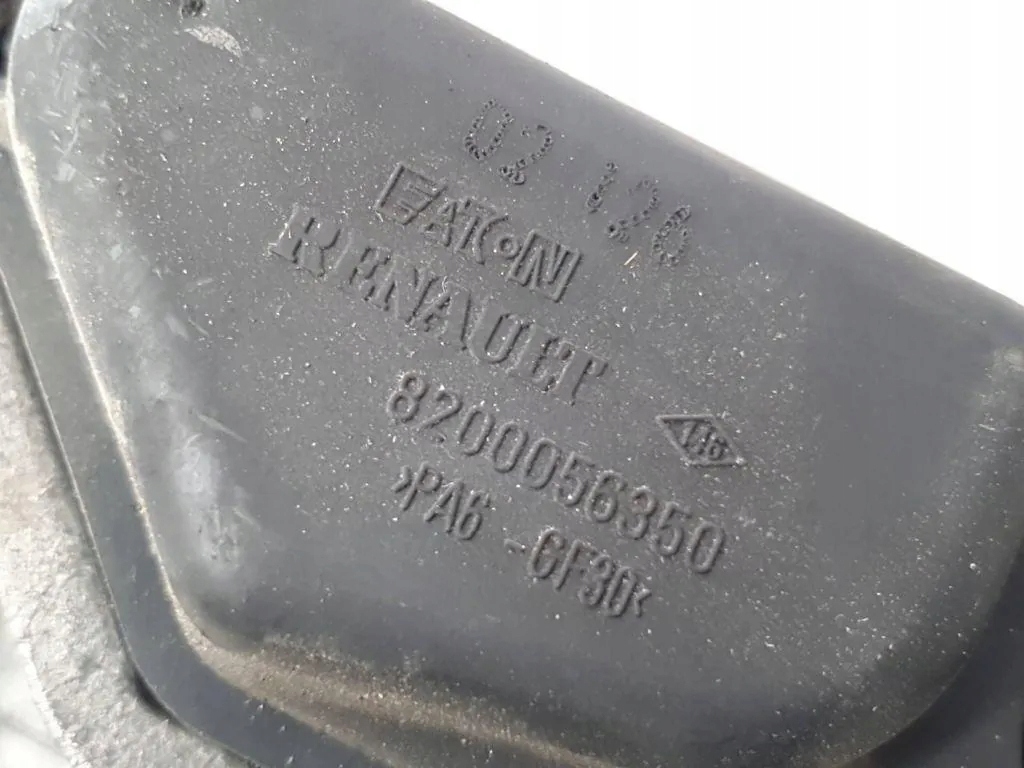 02 126
EATON
RENAULT
8200056350
>PA6 -GF30<